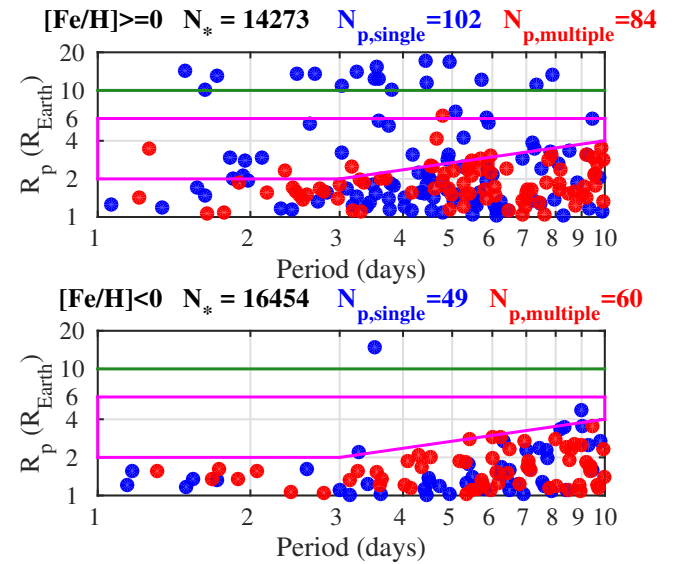 [Fe/H]>=0 N* = 14273 Np,single=102 Np,multiple=84
20
10
6
4
2
1
Rp (REarth)
1 2 3 4 5 6 7 8 9 10
Period (days)
[Fe/H]<0 N* = 16454 Np,single=49 Np,multiple=60
20
10
6
4
2
1
Rp (REarth)
1 2 3 4 5 6 7 8 9 10
Period (days)